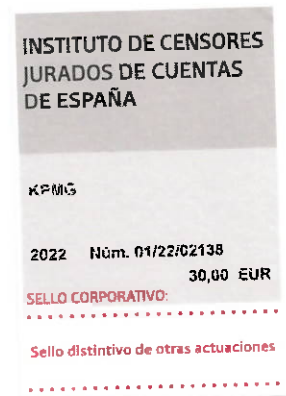 INSTITUTO DE CENSORES
JURADOS DE CUENTAS
DE ESPAÑA
KPMG
2022 Núm. 01/22/02138
30,00 EUR
SELLO CORPORATIVO:
Sello distintivo de otras actuaciones